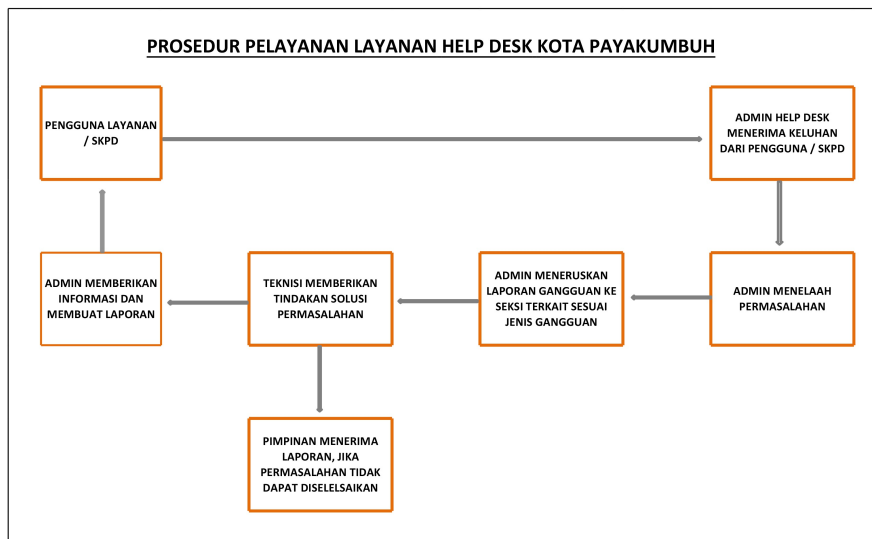 PROSEDUR PELAYANAN LAYANAN HELP DESK KOTA PAYAKUMBUH
PENGGUNA LAYANAN
/ SKPD
ADMIN HELP DESK
MENERIMA KELUHAN
DARI PENGGUNA / SKPD
ADMIN MENELAAH
PERMASALAHAN
ADMIN MENERUSKAN
LAPORAN GANGGUAN KE
SEKSI TERKAIT SESUAI
JENIS GANGGUAN
TEKNISI MEMBERIKAN
TINDAKAN SOLUSI
PERMASALAHAN
ADMIN MEMBERIKAN
INFORMASI DAN
MEMBUAT LAPORAN
PIMPINAN MENERIMA
LAPORAN, JIKA
PERMASALAHAN TIDAK
DAPAT DISELELSAIKAN